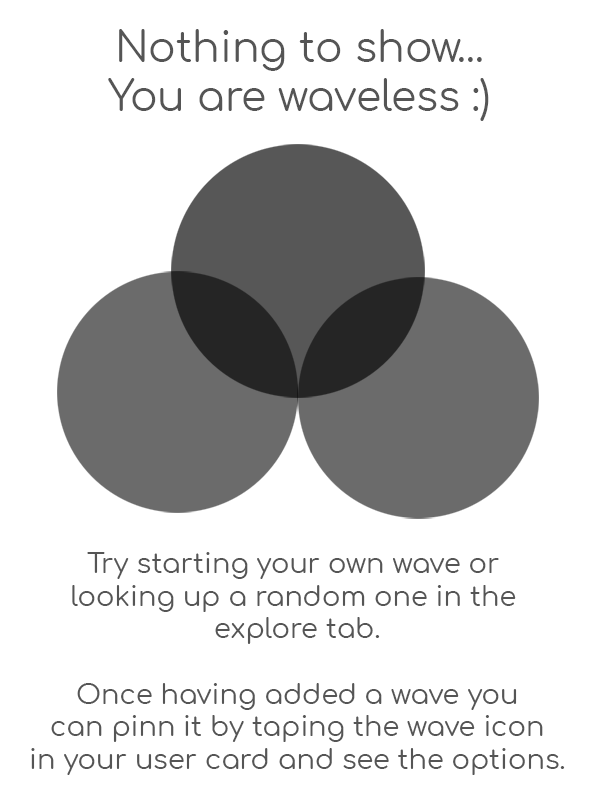 Nothing to show...
You are waveless :)
Try starting your own wave or
looking up a random one in the
explore tab.
Once having added a wave you
can pinn it by taping the wave icon
in your user card and see the options.